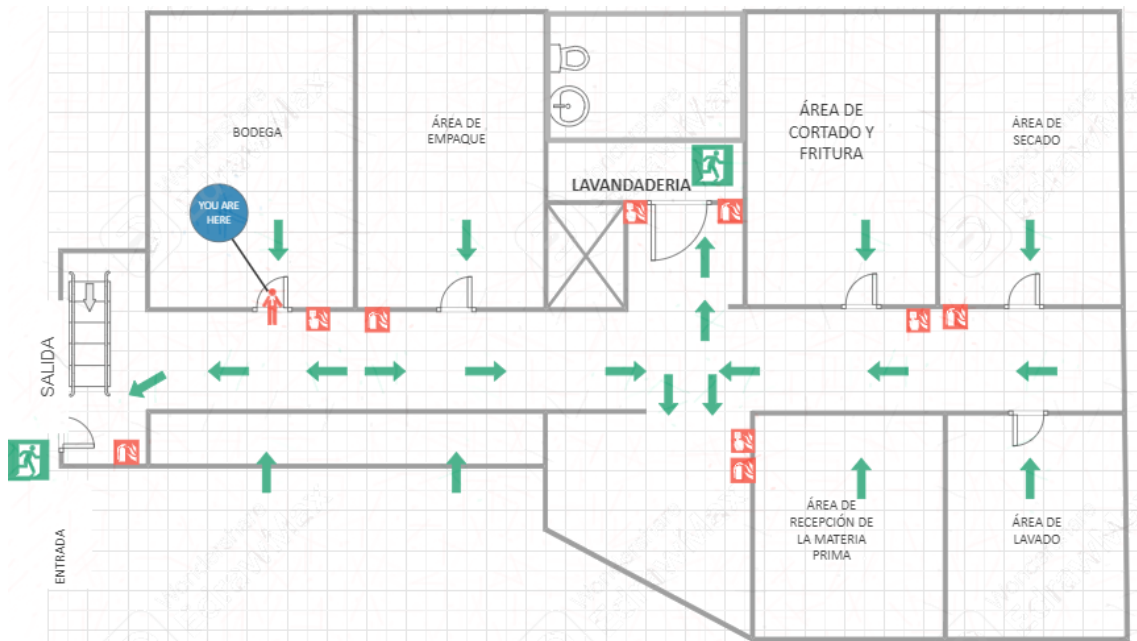 BODEGA
ÁREA DE
EMPAQUE
ÁREA DE
CORTADO Y
FRITURA
ÁREA DE
SECADO
LAVANDADERIA
YOU ARE
HERE
SALIDA
ENTRADA
ÁREA DE
RECEPCIÓN DE
LA MATERIA
PRIMA
ÁREA DE
LAVADO